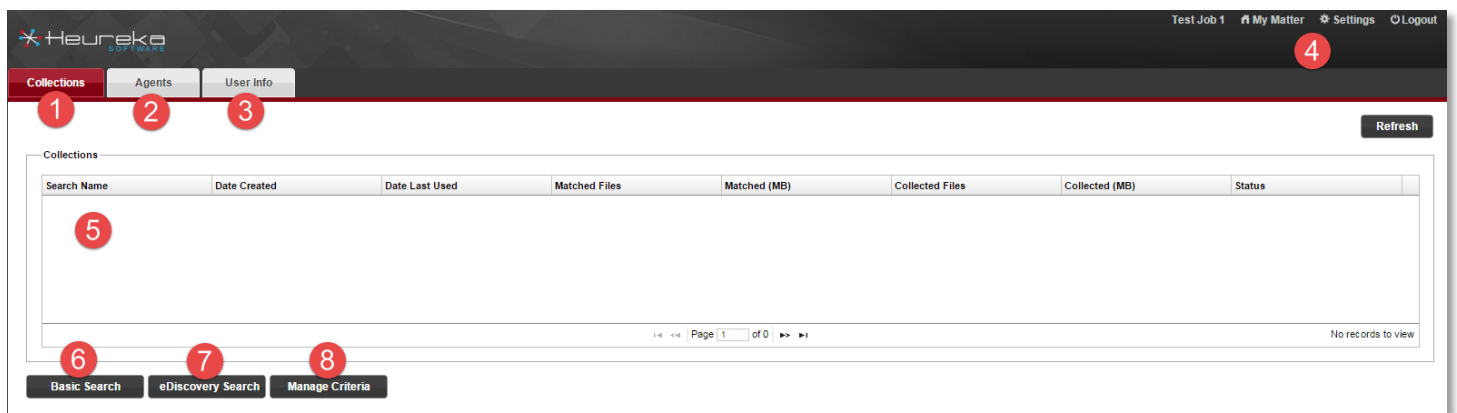 Test Job 1 My Matter Settings Logout
Heureka
SOFTWARE
4
Collections Agents User Info
1 2 3
Refresh
Collections
Search Name Date Created Date Last Used Matched Files Matched (MB) Collected Files Collected (MB) Status
5
Page 1 of 0 No records to view
6 7 8
Basic Search eDiscovery Search Manage Criteria